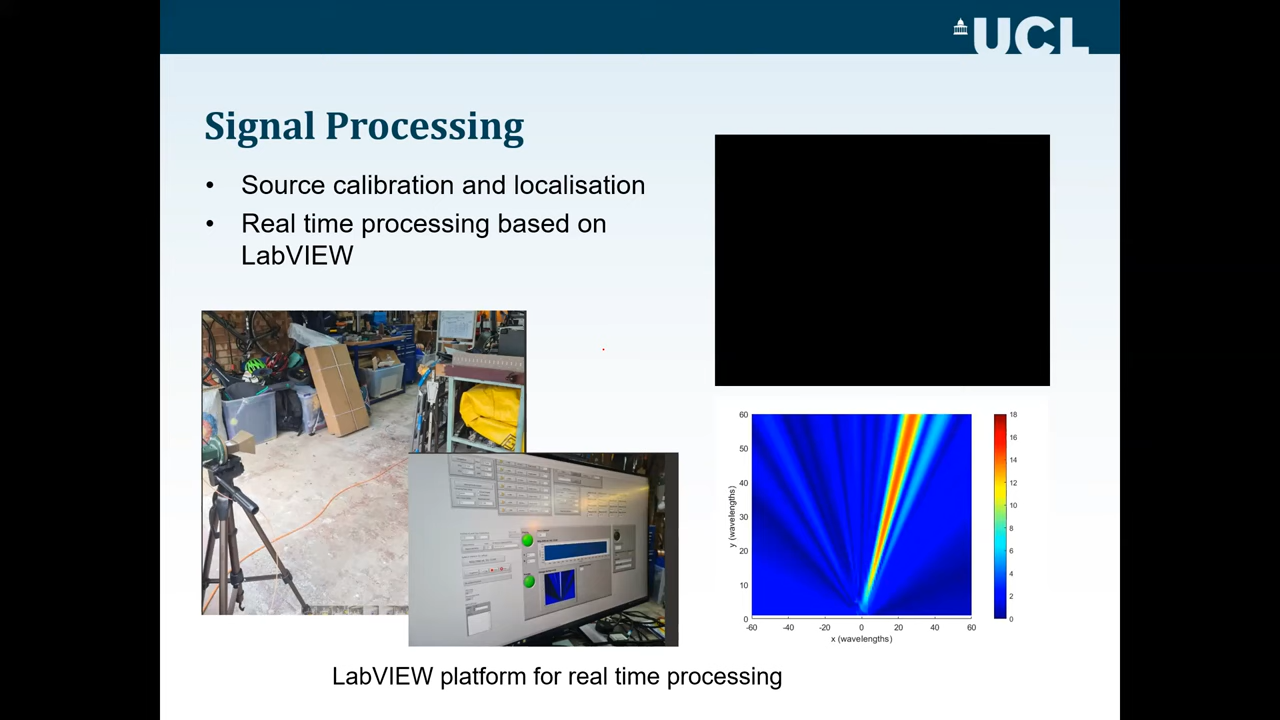 UCL
Signal Processing
• Source calibration and localisation
• Real time processing based on
LabVIEW
60
50
40
30
20
10
0
y (wavelengths)
-60 -40 -20 0 20 40 60
x (wavelengths)
18
16
14
12
10
8
6
4
2
0
LabVIEW platform for real time processing